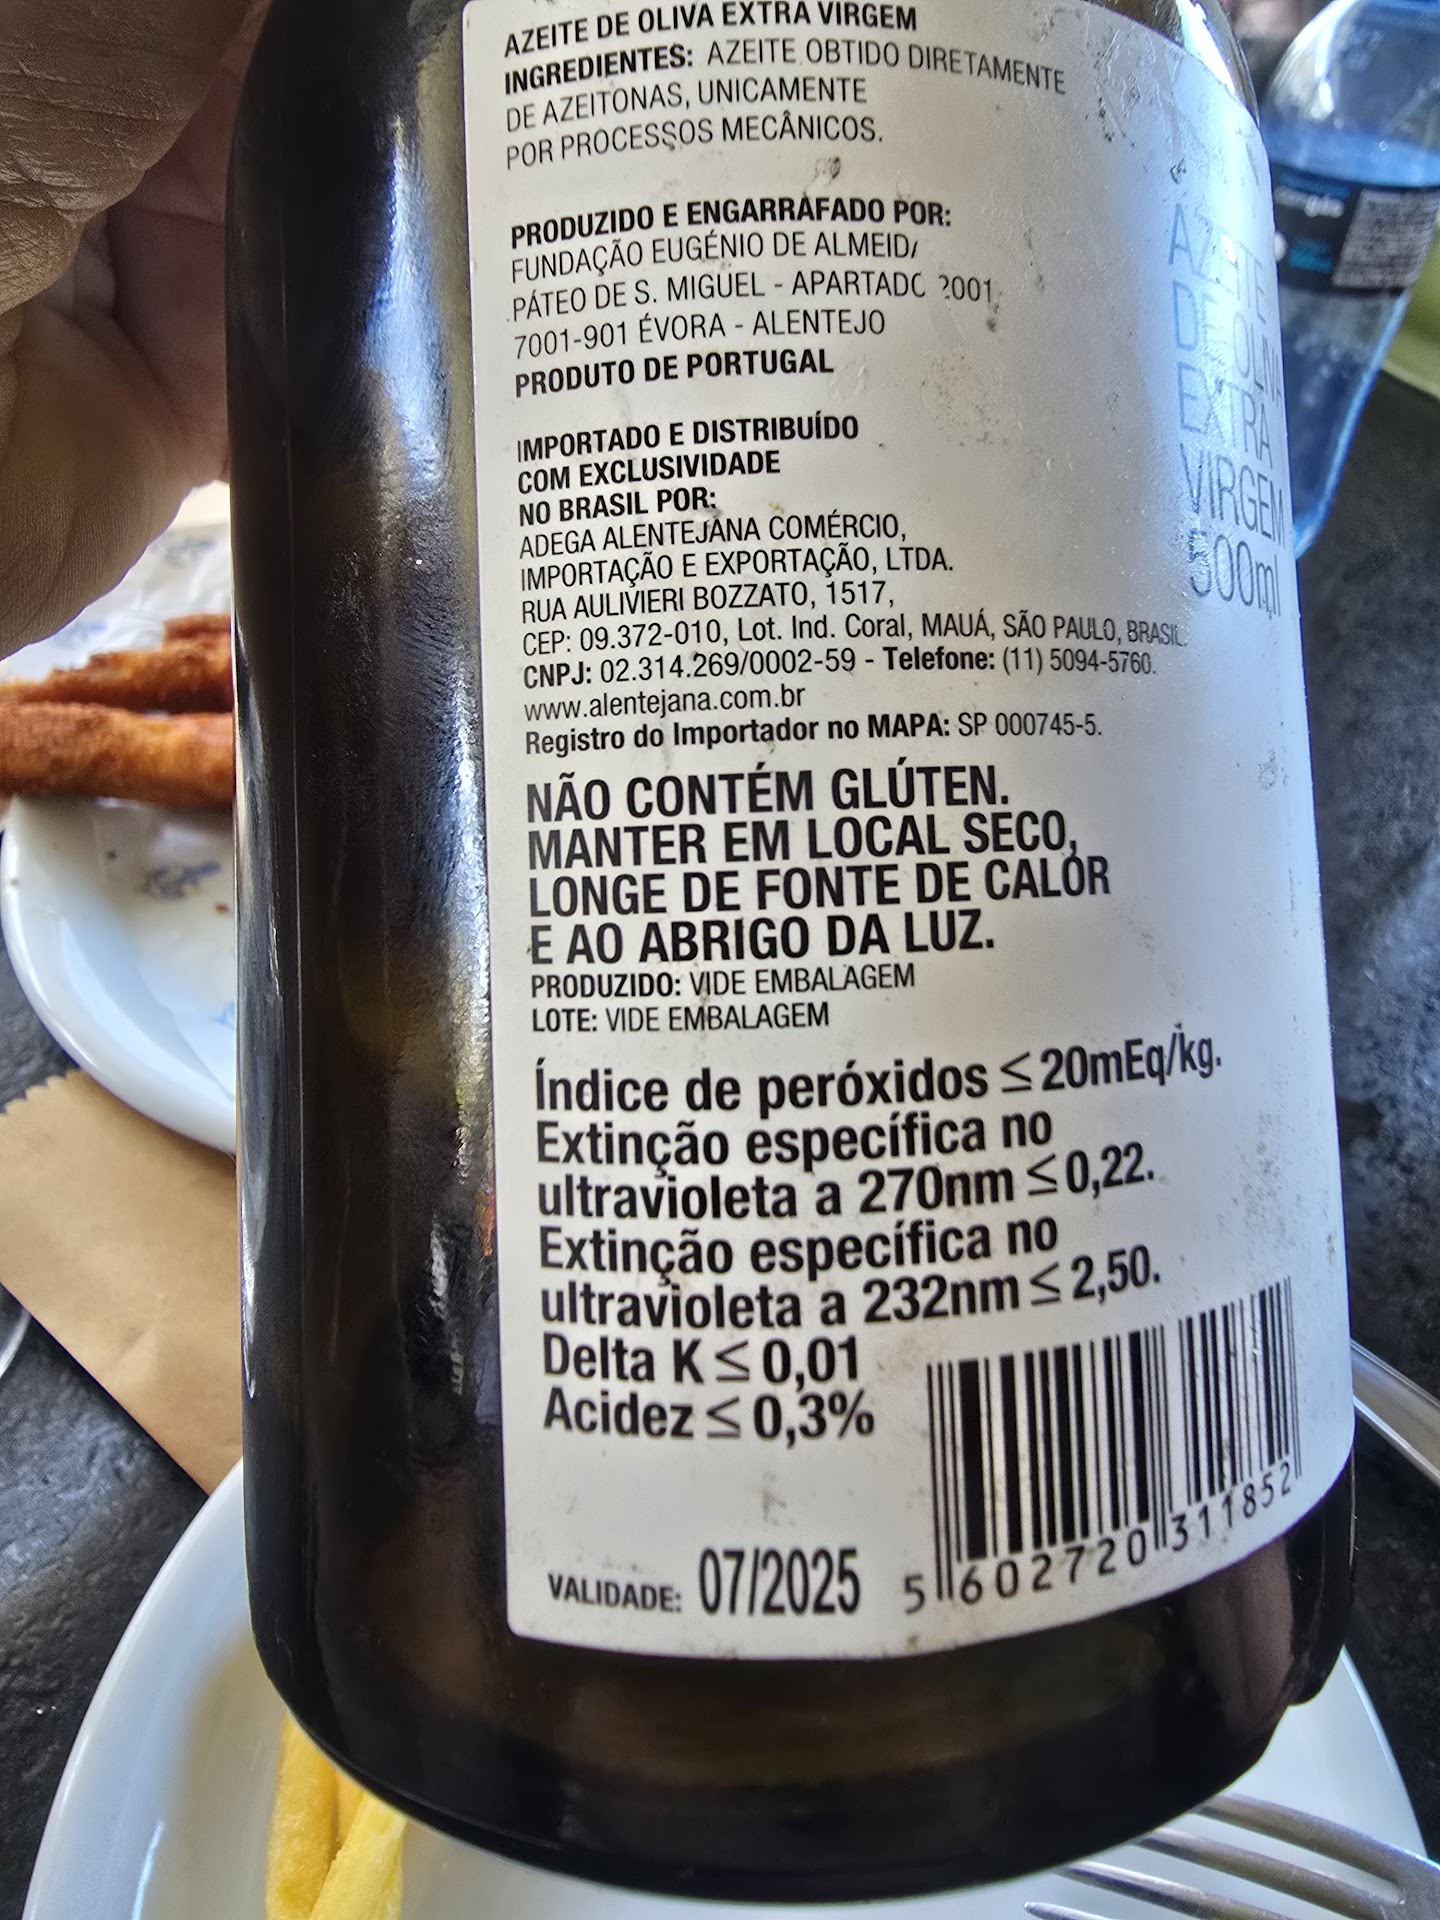 AZEITE DE OLIVA EXTRA VIRGEM
INGREDIENTES: AZEITE OBTIDO DIRETAMENTE
DE AZEITONAS, UNICAMENTE
POR PROCESSOS MECÂNICOS.
PRODUZIDO E ENGARRAFADO POR:
FUNDAÇÃO EUGÉNIO DE ALMEIDA
PÁTEO DE S. MIGUEL - APARTADO 2001
7001-901 ÉVORA - ALENTEJO
PRODUTO DE PORTUGAL
IMPORTADO E DISTRIBUÍDO
COM EXCLUSIVIDADE
NO BRASIL POR:
ADEGA ALENTEJANA COMÉRCIO,
IMPORTAÇÃO E EXPORTAÇÃO, LTDA.
RUA AULIVIERI BOZZATO, 1517,
CEP: 09.372-010, Lot. Ind. Coral, MAUÁ, SÃO PAULO, BRASIL
CNPJ: 02.314.269/0002-59 - Telefone: (11) 5094-5760.
www.alentejana.com.br
Registro do Importador no MAPA: SP 000745-5.
NÃO CONTÉM GLÚTEN.
MANTER EM LOCAL SECO,
LONGE DE FONTE DE CALOR
E AO ABRIGO DA LUZ.
PRODUZIDO: VIDE EMBALAGEM
LOTE: VIDE EMBALAGEM
Índice de peróxidos ≤ 20mEq/kg.
Extinção específica no
ultravioleta a 270nm ≤ 0,22.
Extinção específica no
ultravioleta a 232nm ≤ 2,50.
Delta K ≤ 0,01
Acidez ≤ 0,3%
VALIDADE: 07/2025
5 602720 311852
AZEITE
DE OLIVA
EXTRA
VIRGEM
500ml